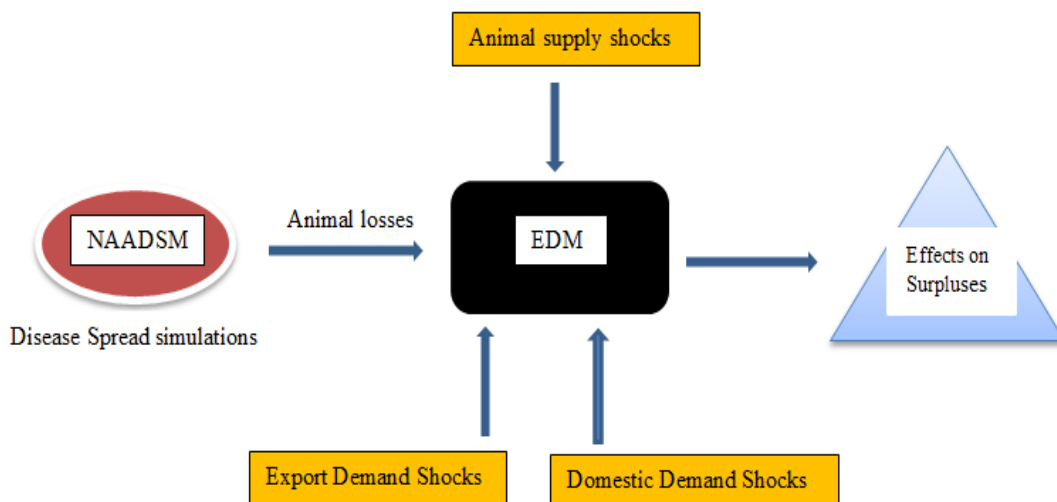 Animal supply shocks
NAADSM
Animal losses
EDM
Effects on
Surpluses
Disease Spread simulations
Export Demand Shocks
Domestic Demand Shocks